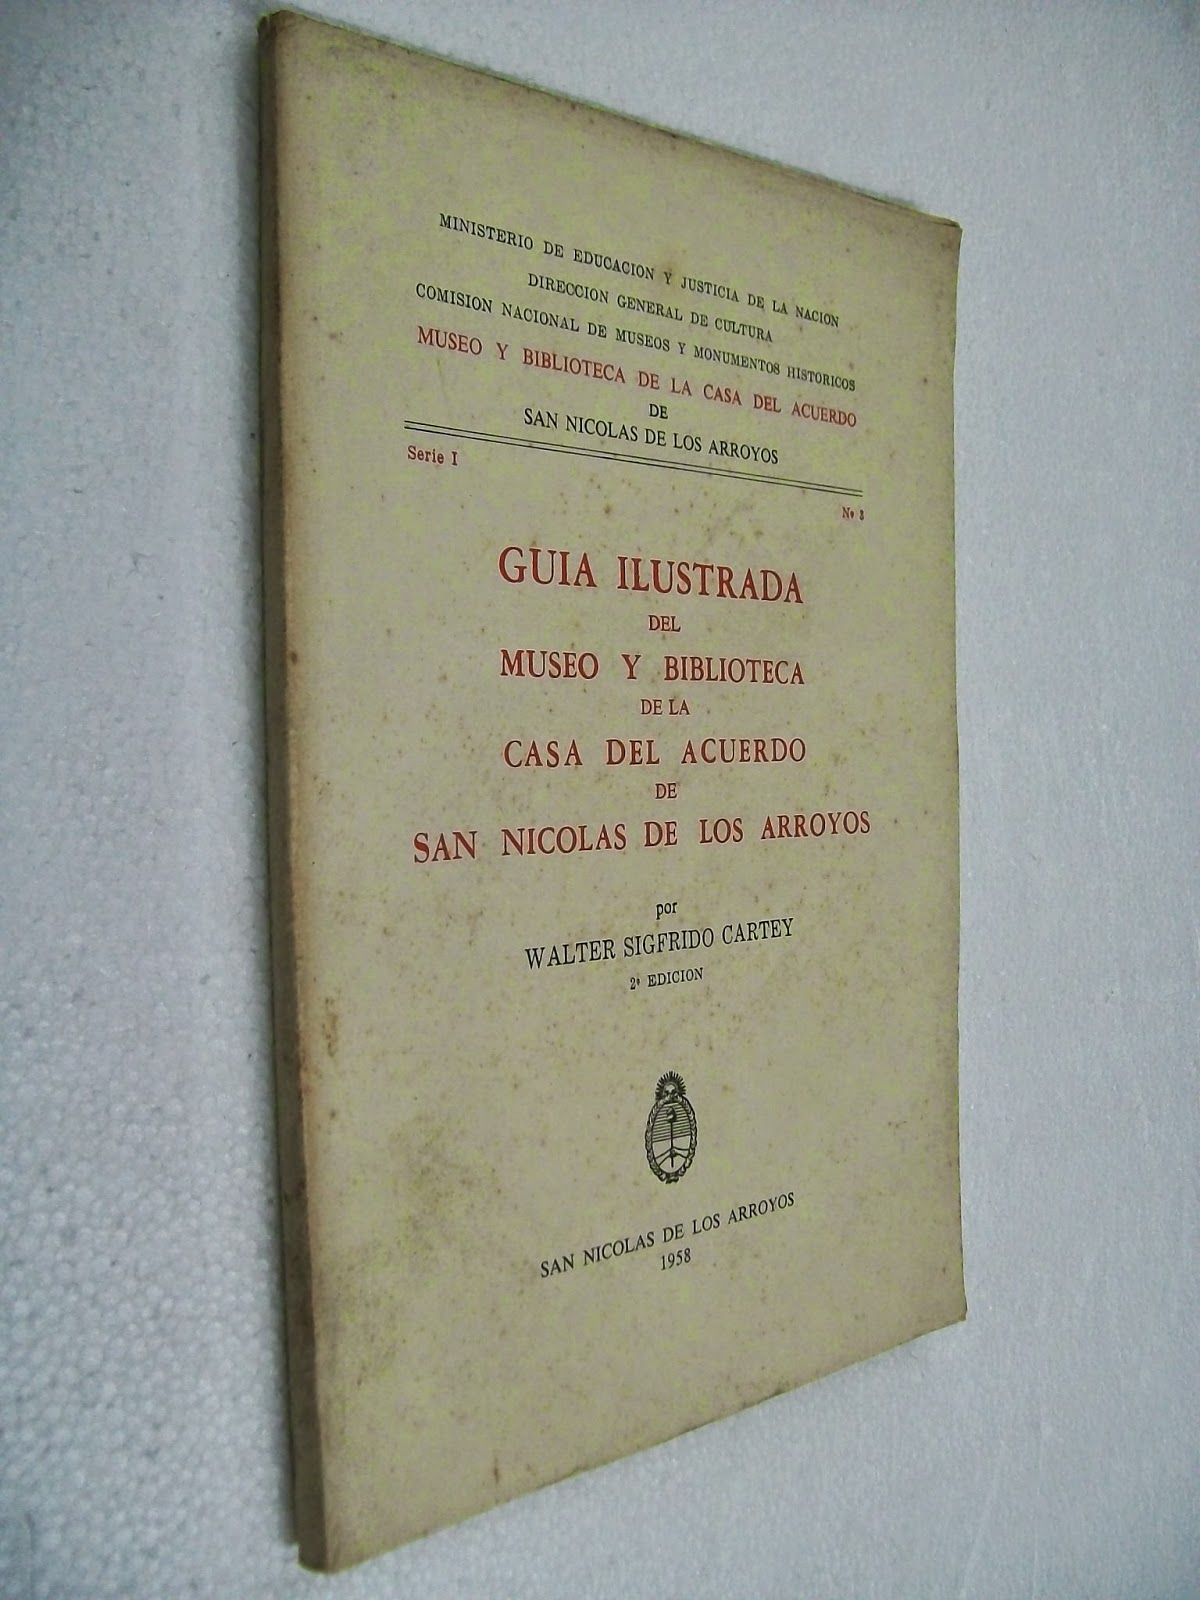 MINISTERIO DE EDUCACION Y JUSTICIA DE LA NACION
DIRECCION GENERAL DE CULTURA
COMISION NACIONAL DE MUSEOS Y MONUMENTOS HISTORICOS
MUSEO Y BIBLIOTECA DE LA CASA DEL ACUERDO
DE
SAN NICOLAS DE LOS ARROYOS
Serie I
Nº 3
GUIA ILUSTRADA
DEL
MUSEO Y BIBLIOTECA
DE LA
CASA DEL ACUERDO
DE
SAN NICOLAS DE LOS ARROYOS
por
WALTER SIGFRIDO CARTEY
2ª EDICION
SAN NICOLAS DE LOS ARROYOS
1958